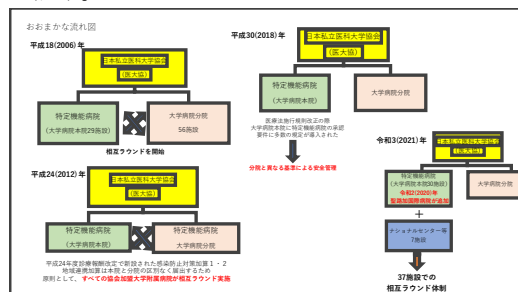 おおまかな流れ図
平成18(2006)年
日本私立医科大学協会
(医大協)
特定機能病院
(大学病院本院29施設)
大学病院分院
56施設
相互ラウンドを開始
平成24(2012)年
日本私立医科大学協会
(医大協)
特定機能病院
(大学病院本院)
特定機能病院
大学病院分院
平成24年度診療報酬改定で新設された感染防止対策加算1・2
地域連携加算は本院と分院の区別なく届出するため
原則として、すべての協会加盟大学附属病院が相互ラウンド実施
平成30(2018)年
日本私立医科大学協会
(医大協)
特定機能病院
(大学病院本院)
大学病院分院
医療法施行規則改正の際
大学病院本院に特定機能病院の承認
要件に多数の規定が導入された
分院と異なる基準による安全管理
令和3(2021)年
日本私立医科大学協会
(医大協)
特定機能病院
(大学病院本院30施設)
令和2(2020)年
聖路加国際病院が追加
大学病院分院
+
ナショナルセンター等
7施設
37施設での
相互ラウンド体制